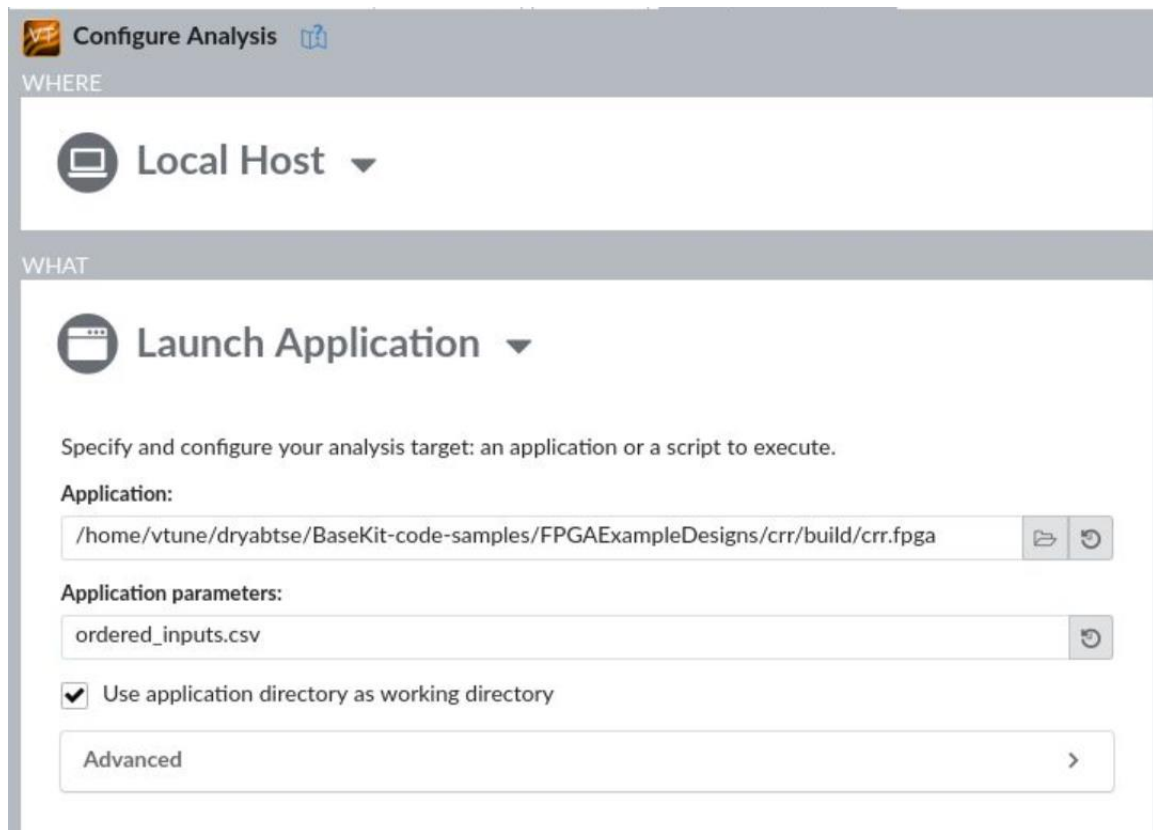 VT Configure Analysis
WHERE
Local Host
WHAT
Launch Application
Specify and configure your analysis target: an application or a script to execute.
Application:
/home/vtune/dryabtse/BaseKit-code-samples/FPGAExampleDesigns/crr/build/crr.fpga
Application parameters:
ordered_inputs.csv
Use application directory as working directory
Advanced